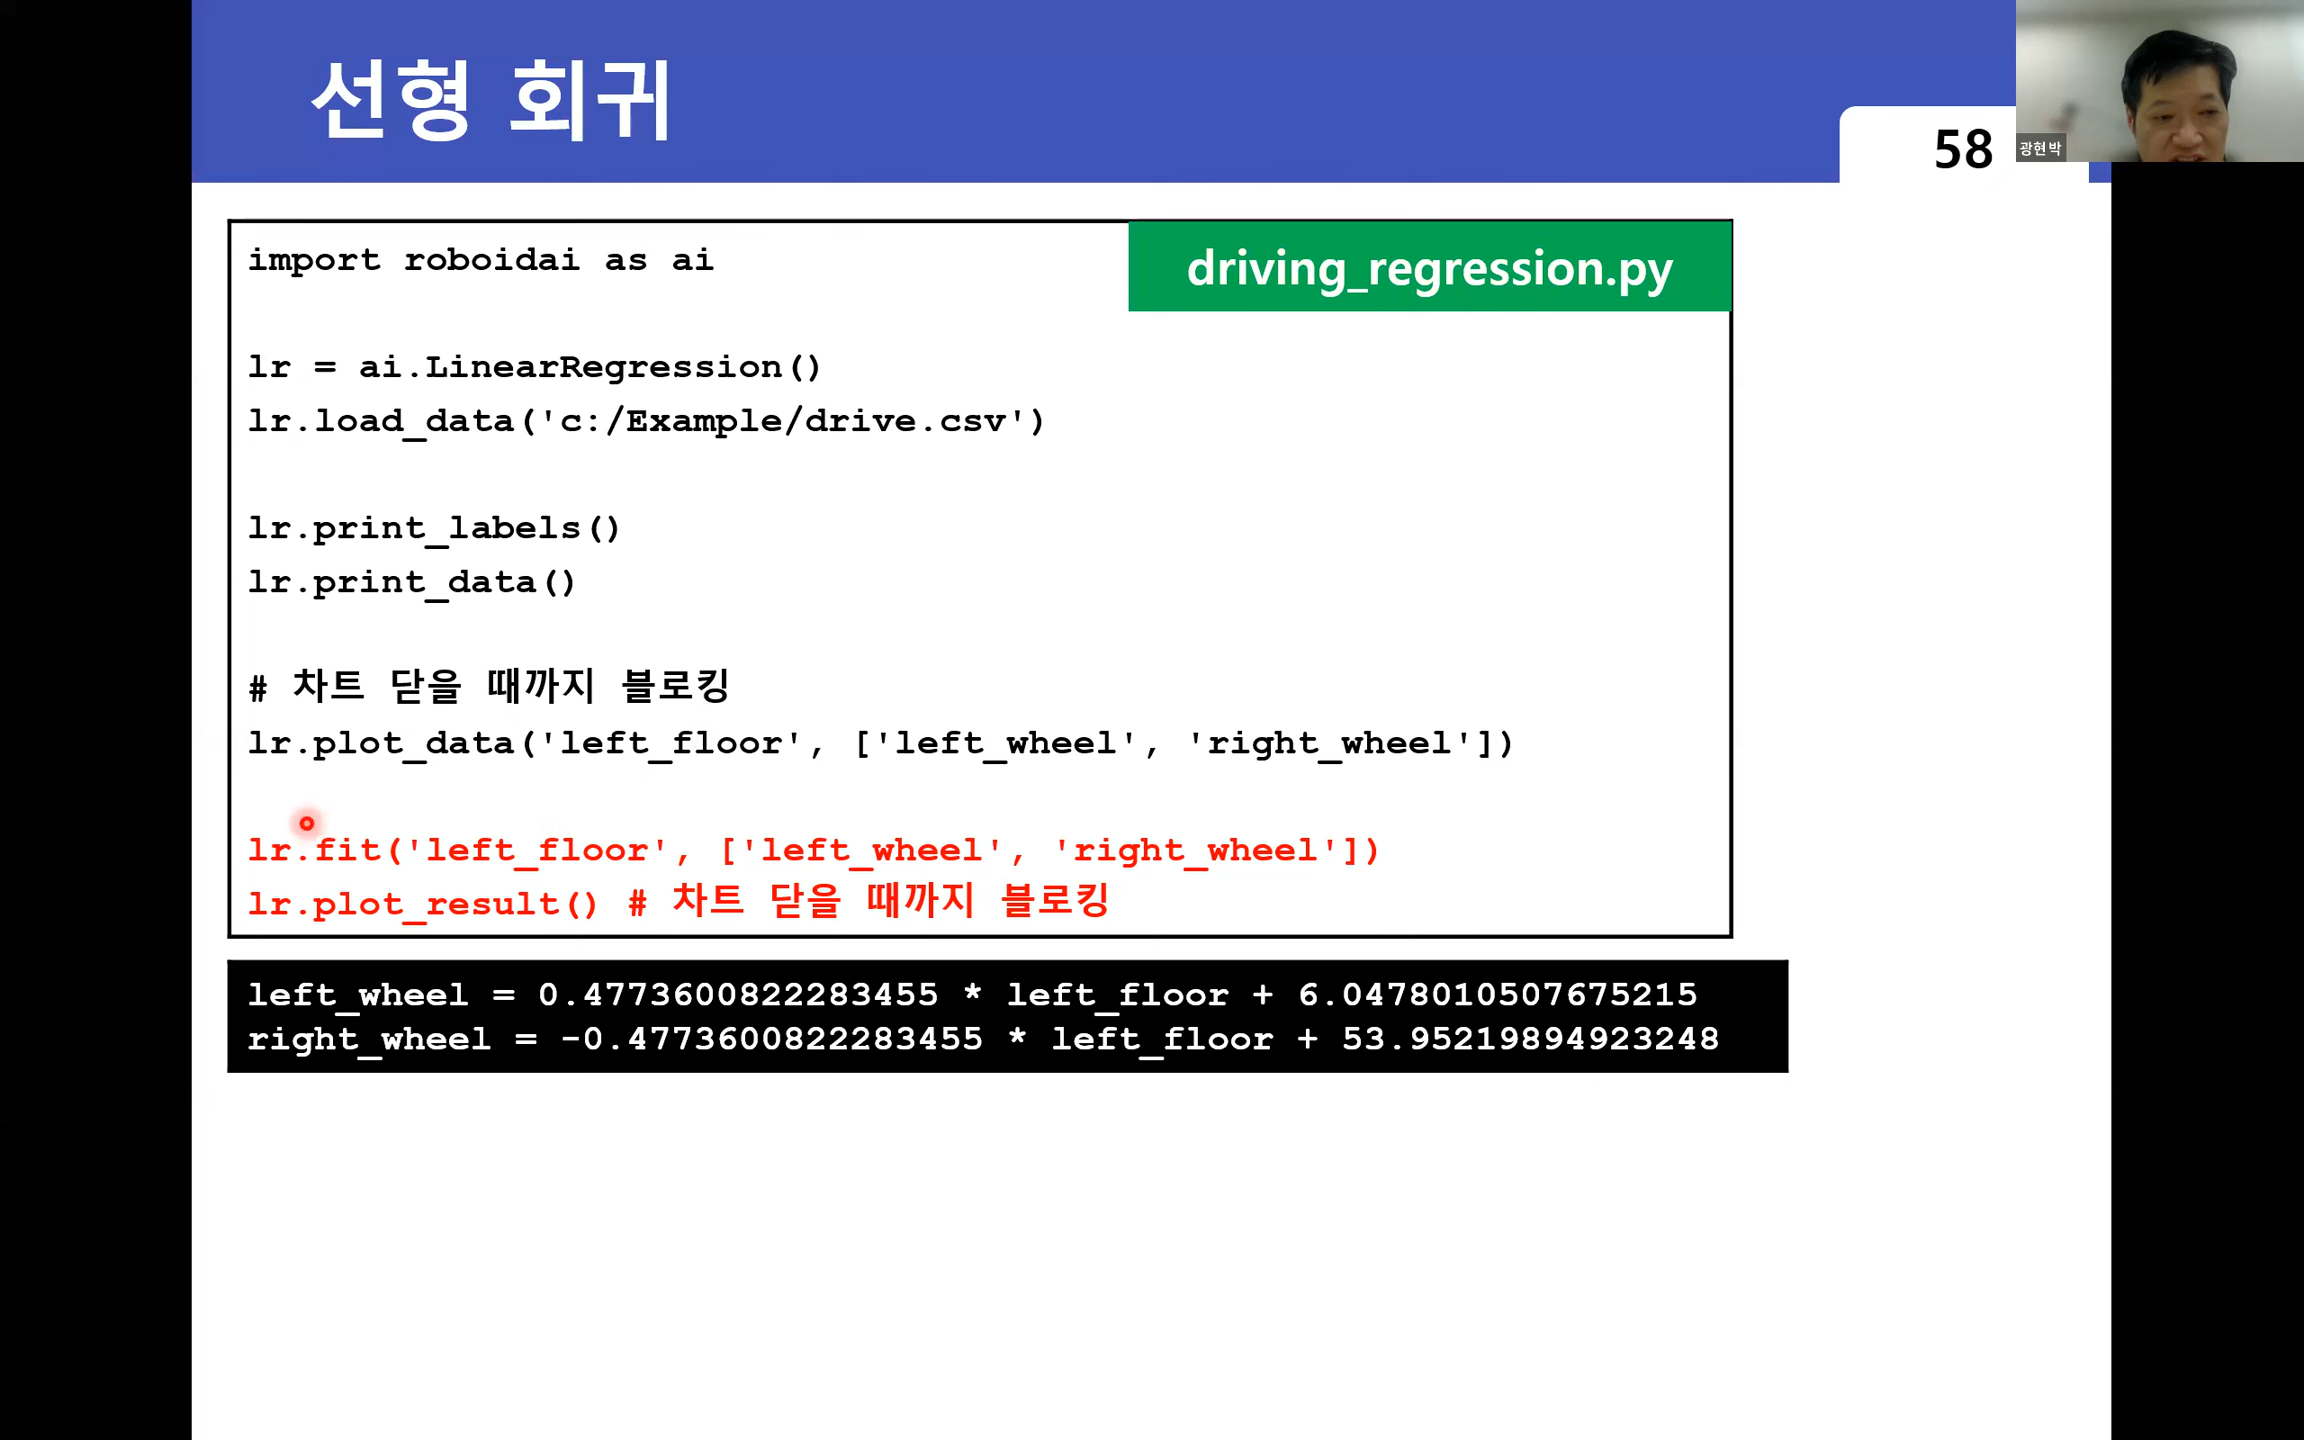 선형 회귀
58
광현박
driving_regression.py
import roboidai as ai
lr = ai.LinearRegression()
lr.load_data('c:/Example/drive.csv')
lr.print_labels()
lr.print_data()
# 차트 닫을 때까지 블로킹
lr.plot_data('left_floor', ['left_wheel', 'right_wheel'])
lr.fit('left_floor', ['left_wheel', 'right_wheel'])
lr.plot_result() # 차트 닫을 때까지 블로킹
left_wheel = 0.4773600822283455 * left_floor + 6.0478010507675215
right_wheel = -0.4773600822283455 * left_floor + 53.95219894923248